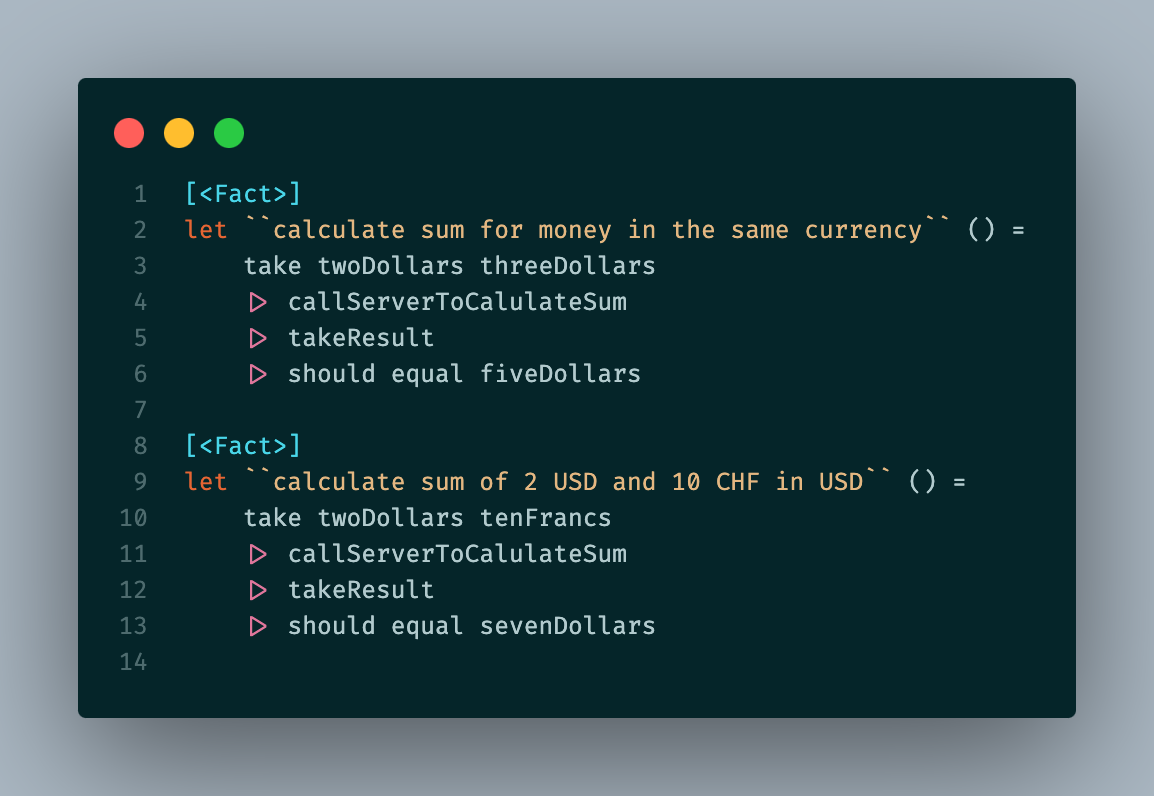 1 [<Fact>]
2 let ``calculate sum for money in the same currency`` () =
3     take twoDollars threeDollars
4     |> callServerToCalulateSum
5     |> takeResult
6     |> should equal fiveDollars
7
8 [<Fact>]
9 let ``calculate sum of 2 USD and 10 CHF in USD`` () =
10     take twoDollars tenFrancs
11     |> callServerToCalulateSum
12     |> takeResult
13     |> should equal sevenDollars
14